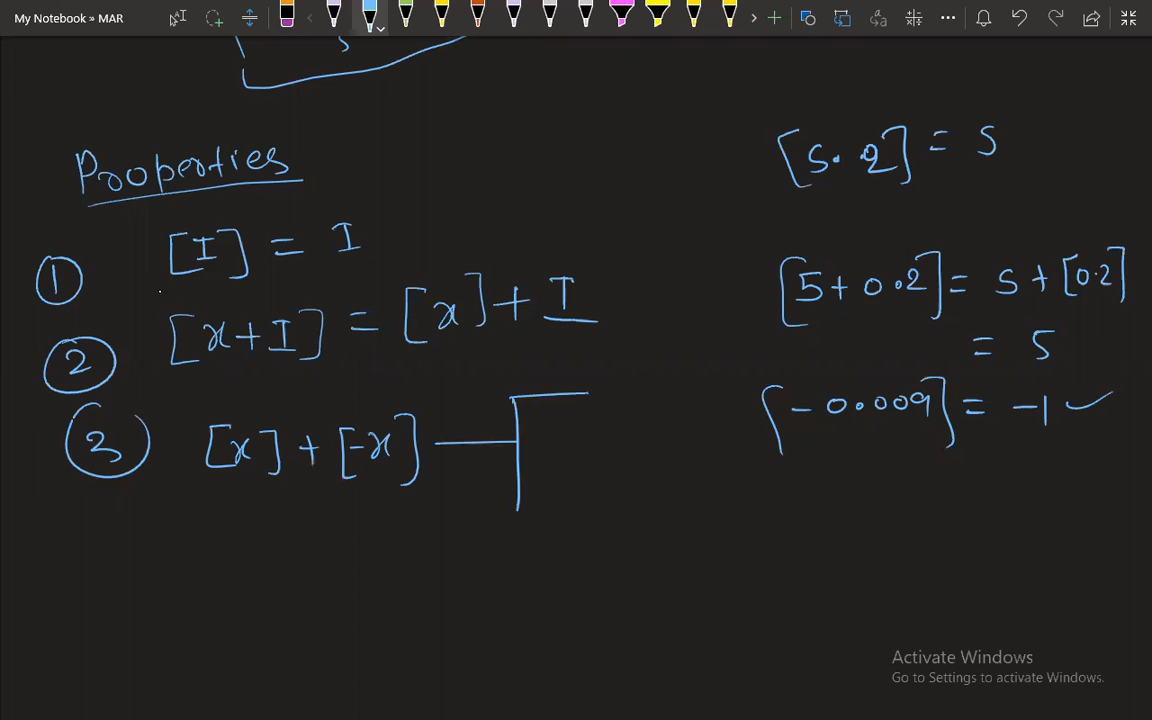 My Notebook » MAR
Properties
① [I] = I
② [x+I] = [x] + I
③ [x] + [-x]
[5.2] = 5
[5+0.2] = 5 + [0.2]
= 5
[-0.009] = -1 ✓
Activate Windows
Go to Settings to activate Windows.